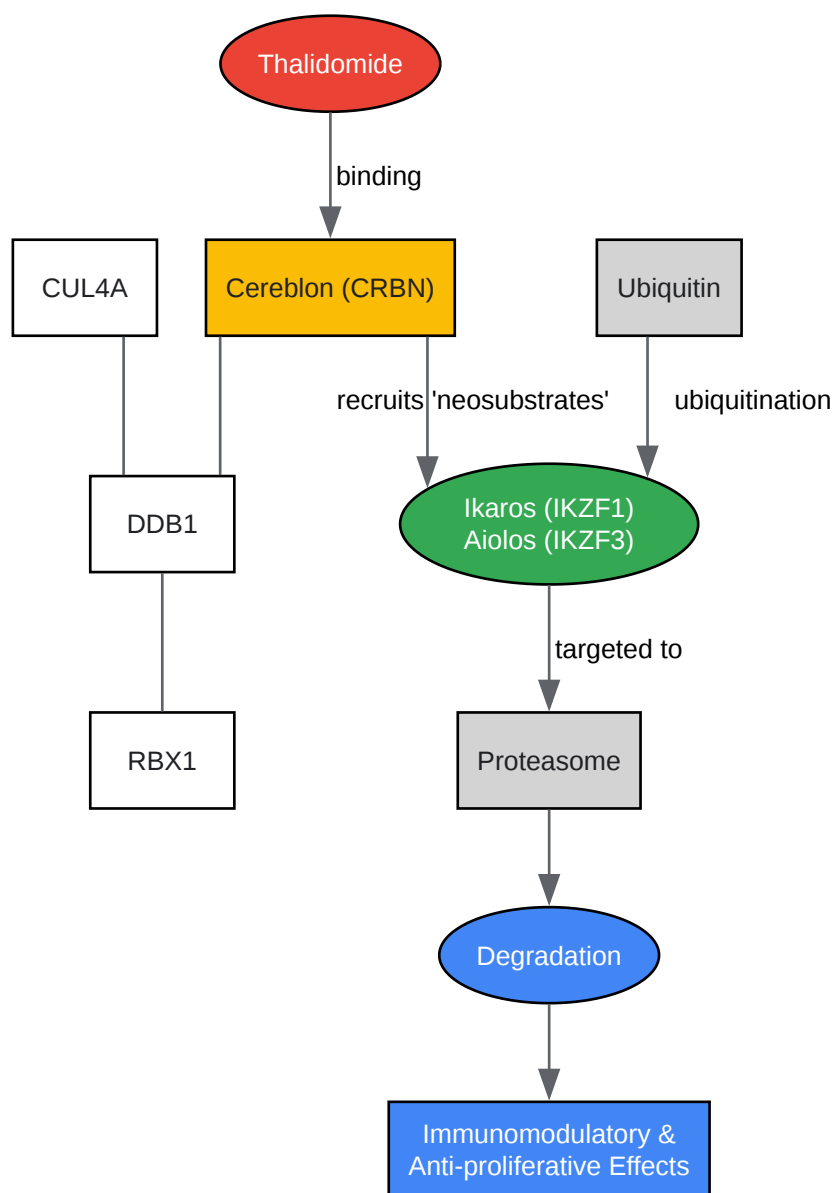 Thalidomide
binding
CUL4A
Cereblon (CRBN)
Ubiquitin
recruits 'neosubstrates'
ubiquitination
DDB1
Ikaros (IKZF1)
Aiolos (IKZF3)
targeted to
RBX1
Proteasome
Degradation
Immunomodulatory &
Anti-proliferative Effects